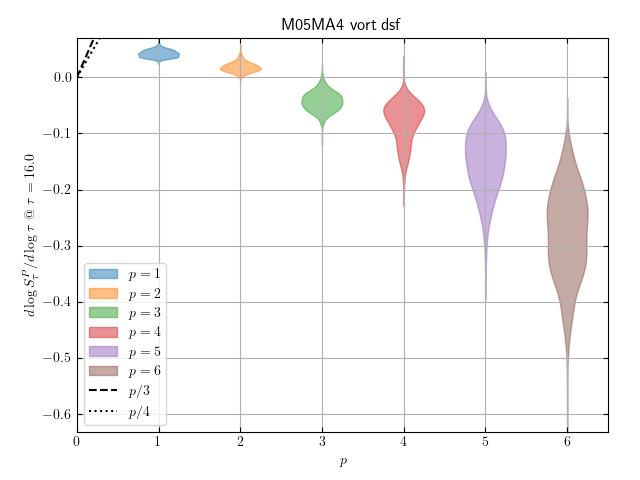 M05MA4 vort dsf
d log S_τ^P / d log τ @ τ = 16.0
0.0
−0.1
−0.2
−0.3
−0.4
−0.5
−0.6
p = 1
p = 2
p = 3
p = 4
p = 5
p = 6
p/3
p/4
0 1 2 3 4 5 6
p